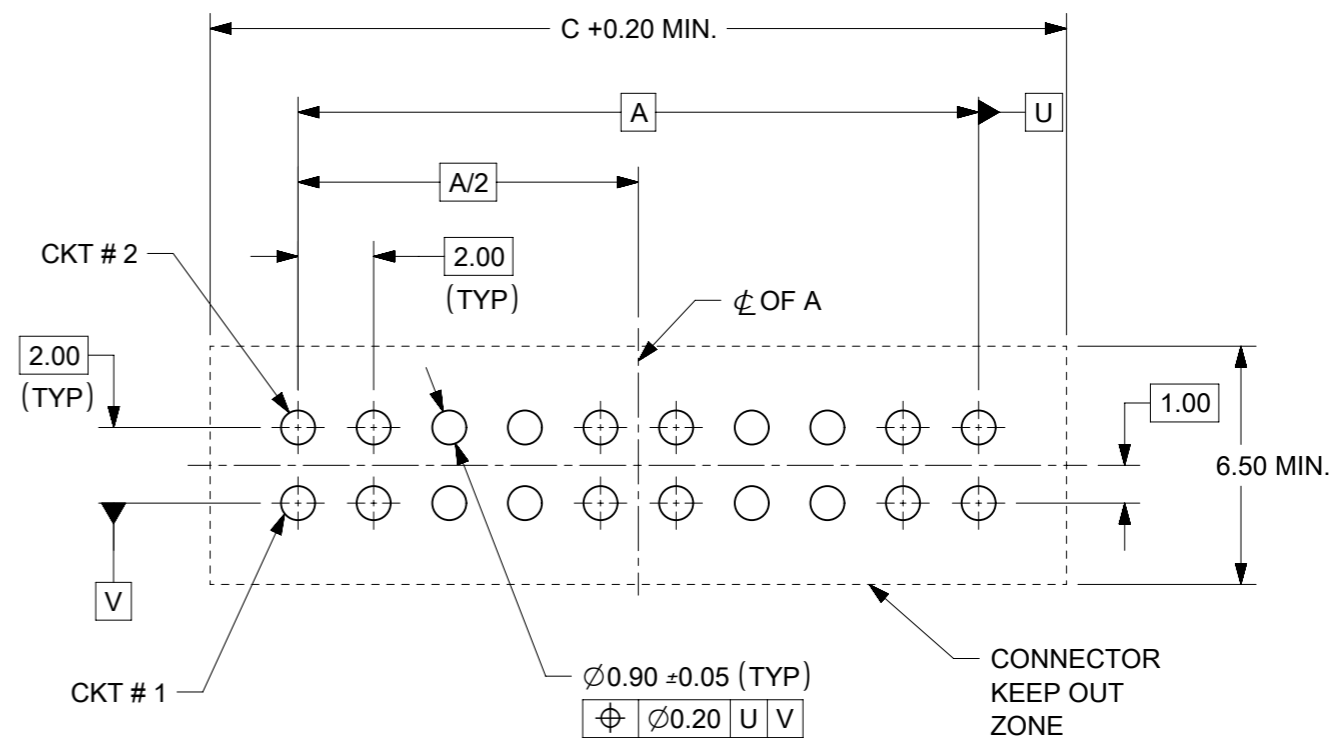 C +0.20 MIN.
A
U
A/2
CKT # 2
2.00
(TYP)
℄ OF A
2.00
(TYP)
1.00
6.50 MIN.
V
CKT # 1
∅0.90 ±0.05 (TYP)
⌖ ∅0.20 U V
CONNECTOR
KEEP OUT
ZONE